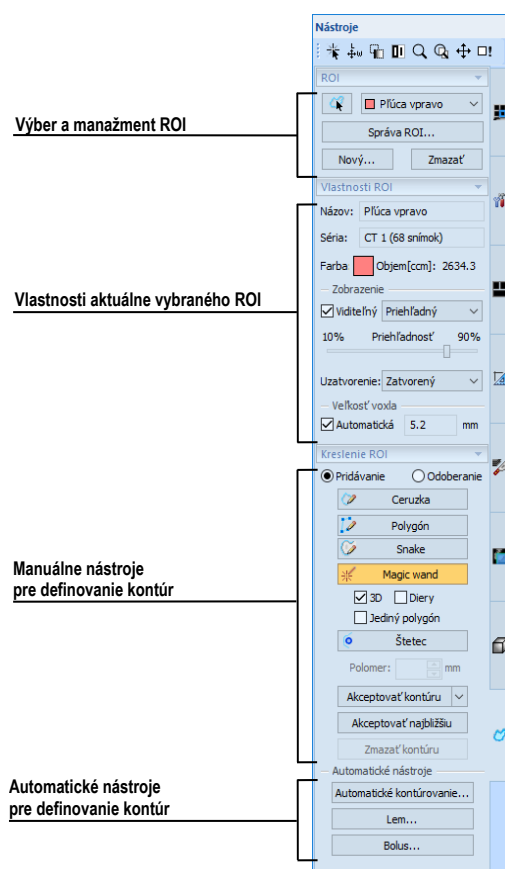 Nástroje
ROI
Pľúca vpravo
Správa ROI...
Nový... Zmazať
Výber a manažment ROI
Vlastnosti ROI
Názov: Pľúca vpravo
Séria: CT 1 (68 snímok)
Farba Objem[ccm]: 2634.3
Zobrazenie
Viditeľný Priehľadný
10% Priehľadnosť 90%
Uzatvorenie: Zatvorený
Veľkosť voxla
Automatická 5.2 mm
Vlastnosti aktuálne vybraného ROI
Kreslenie ROI
Pridávanie Odoberanie
Ceruzka
Polygón
Snake
Magic wand
3D Diery
Jediný polygón
Štetec
Polomer: mm
Akceptovať kontúru
Akceptovať najbližšiu
Zmazať kontúru
Manuálne nástroje
pre definovanie kontúr
Automatické nástroje
Automatické kontúrovanie...
Lem...
Bolus...
Automatické nástroje
pre definovanie kontúr